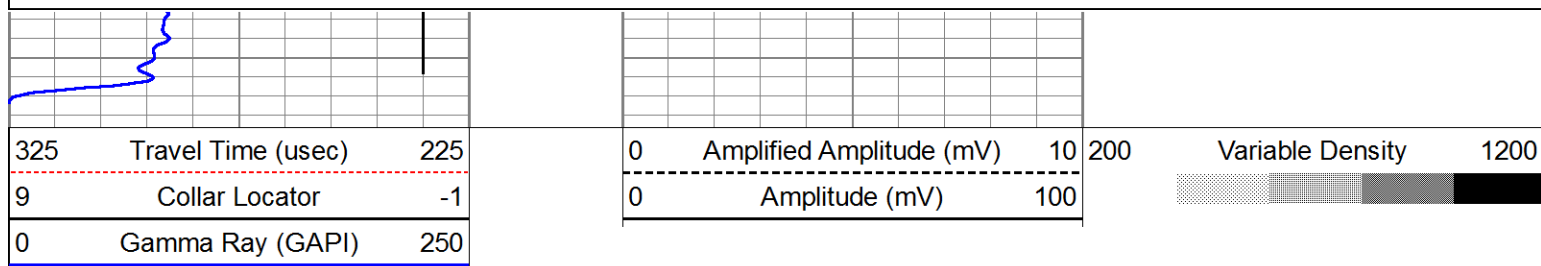 325 Travel Time (usec) 225 0 Amplified Amplitude (mV) 10 200 Variable Density 1200
9 Collar Locator -1 0 Amplitude (mV) 100
0 Gamma Ray (GAPI) 250